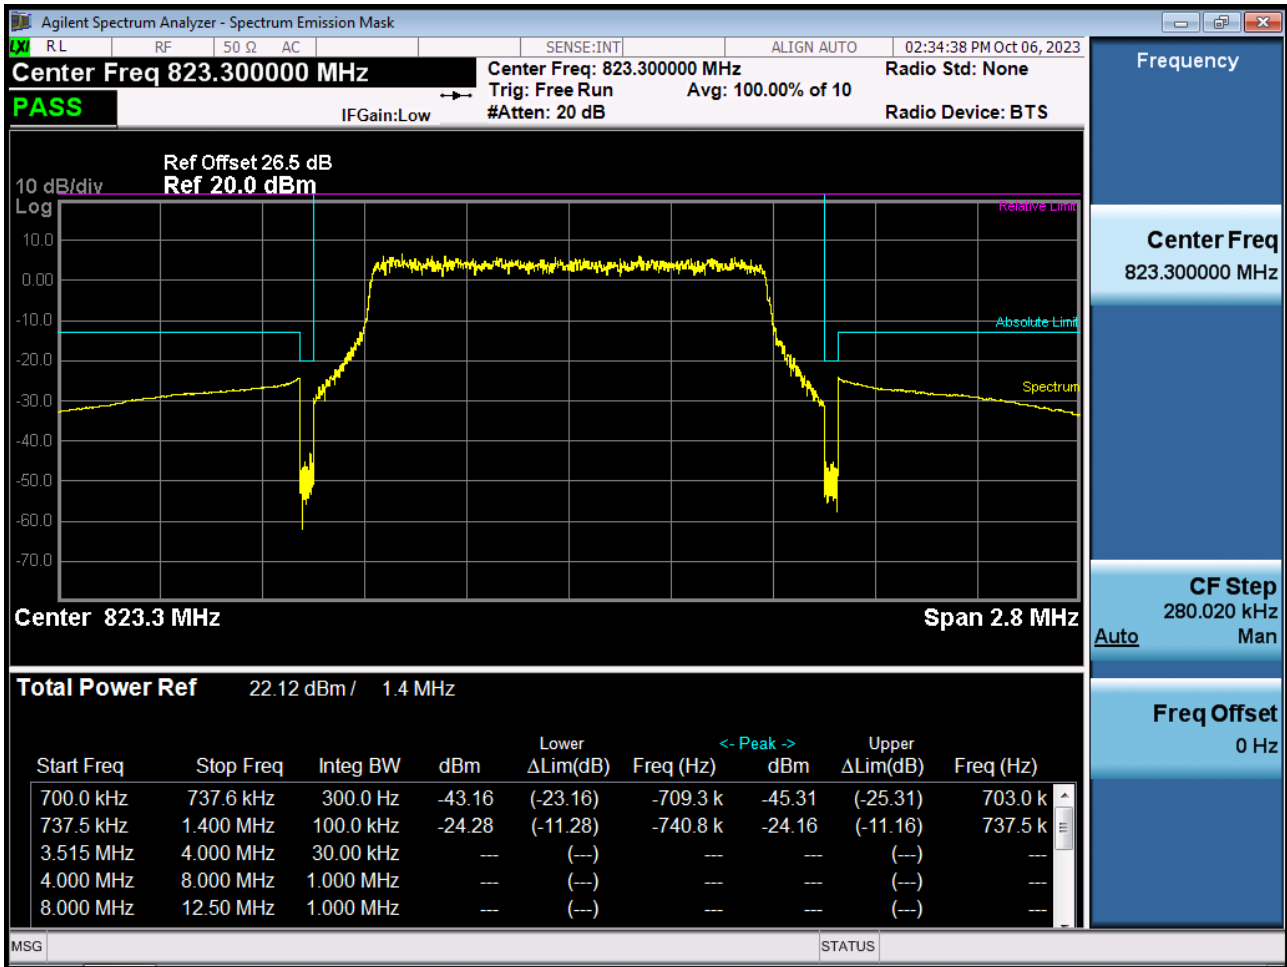 Agilent Spectrum Analyzer - Spectrum Emission Mask
LXI RL RF 50 Ω AC SENSE:INT ALIGN AUTO 02:34:38 PM Oct 06, 2023
Center Freq 823.300000 MHz
PASS
IFGain:Low
Center Freq: 823.300000 MHz
Trig: Free Run Avg: 100.00% of 10
#Atten: 20 dB
Radio Std: None
Radio Device: BTS
Ref Offset 26.5 dB
10 dB/div Ref 20.0 dBm
Log
Relative Limit
10.0
0.00
-10.0
Absolute Limit
-20.0
Spectrum
-30.0
-40.0
-50.0
-60.0
-70.0
Center 823.3 MHz Span 2.8 MHz
Total Power Ref 22.12 dBm / 1.4 MHz
Lower <- Peak -> Upper
Start Freq Stop Freq Integ BW dBm ΔLim(dB) Freq (Hz) dBm ΔLim(dB) Freq (Hz)
700.0 kHz 737.6 kHz 300.0 Hz -43.16 (-23.16) -709.3 k -45.31 (-25.31) 703.0 k
737.5 kHz 1.400 MHz 100.0 kHz -24.28 (-11.28) -740.8 k -24.16 (-11.16) 737.5 k
3.515 MHz 4.000 MHz 30.00 kHz --- (---) --- --- (---) ---
4.000 MHz 8.000 MHz 1.000 MHz --- (---) --- --- (---) ---
8.000 MHz 12.50 MHz 1.000 MHz --- (---) --- --- (---) ---
MSG STATUS
Frequency
Center Freq
823.300000 MHz
CF Step
280.020 kHz
Auto Man
Freq Offset
0 Hz